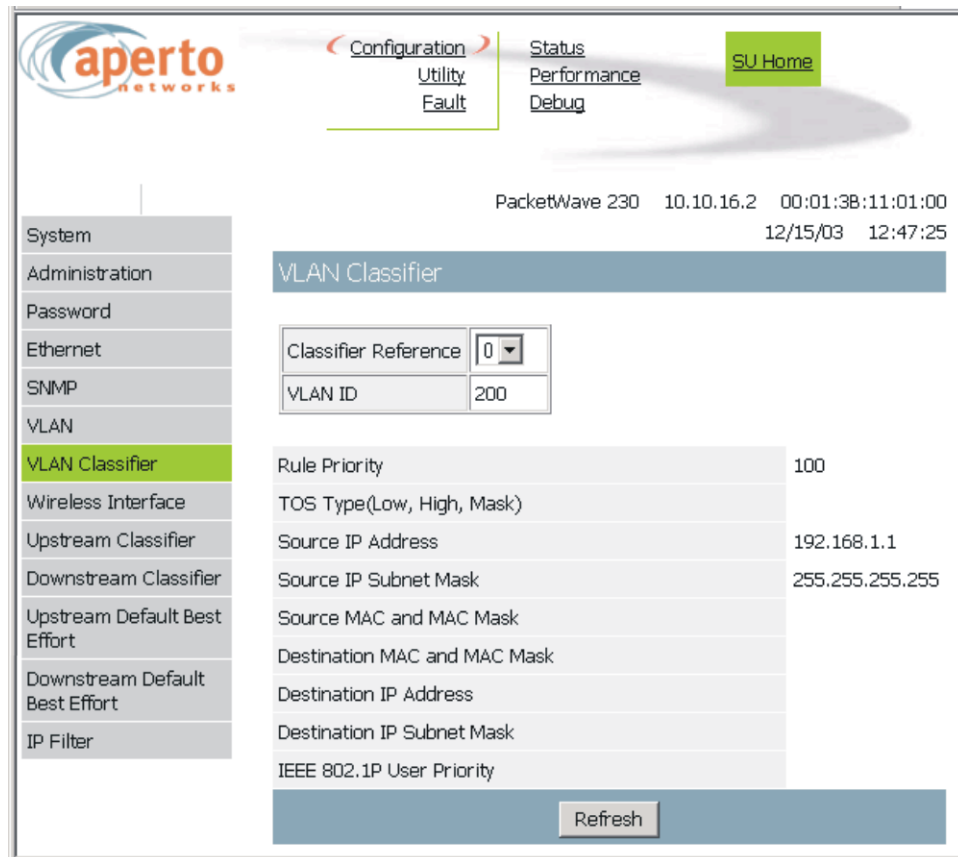 aperto
networks
Configuration
Utility
Fault
Status
Performance
Debug
SU Home
PacketWave 230 10.10.16.2 00:01:3B:11:01:00
12/15/03 12:47:25
System
Administration
Password
Ethernet
SNMP
VLAN
VLAN Classifier
Wireless Interface
Upstream Classifier
Downstream Classifier
Upstream Default Best
Effort
Downstream Default
Best Effort
IP Filter
VLAN Classifier
Classifier Reference 0
VLAN ID 200
Rule Priority 100
TOS Type(Low, High, Mask)
Source IP Address 192.168.1.1
Source IP Subnet Mask 255.255.255.255
Source MAC and MAC Mask
Destination MAC and MAC Mask
Destination IP Address
Destination IP Subnet Mask
IEEE 802.1P User Priority
Refresh